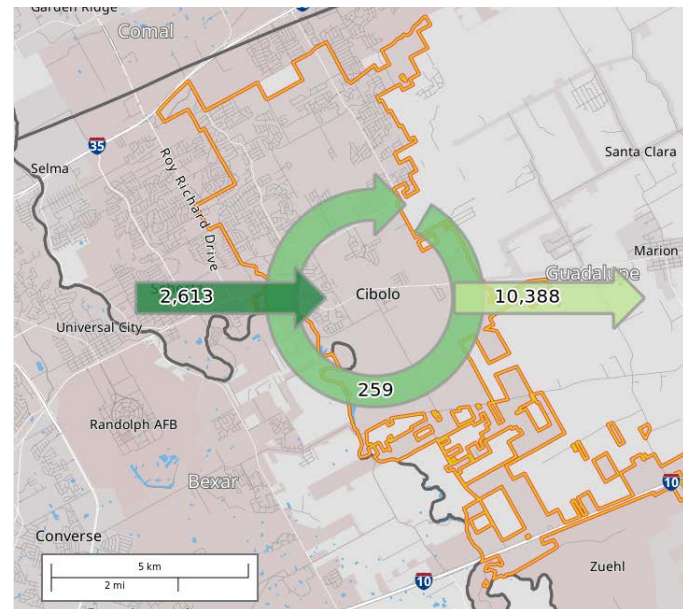 Garden Ridge
Comal
35
Selma
Roy Richard Drive
Santa Clara
Marion
Guadalupe
2,613
Cibolo
10,388
Universal City
259
Randolph AFB
Bexar
10
Converse
5 km
2 mi
10
Zuehl